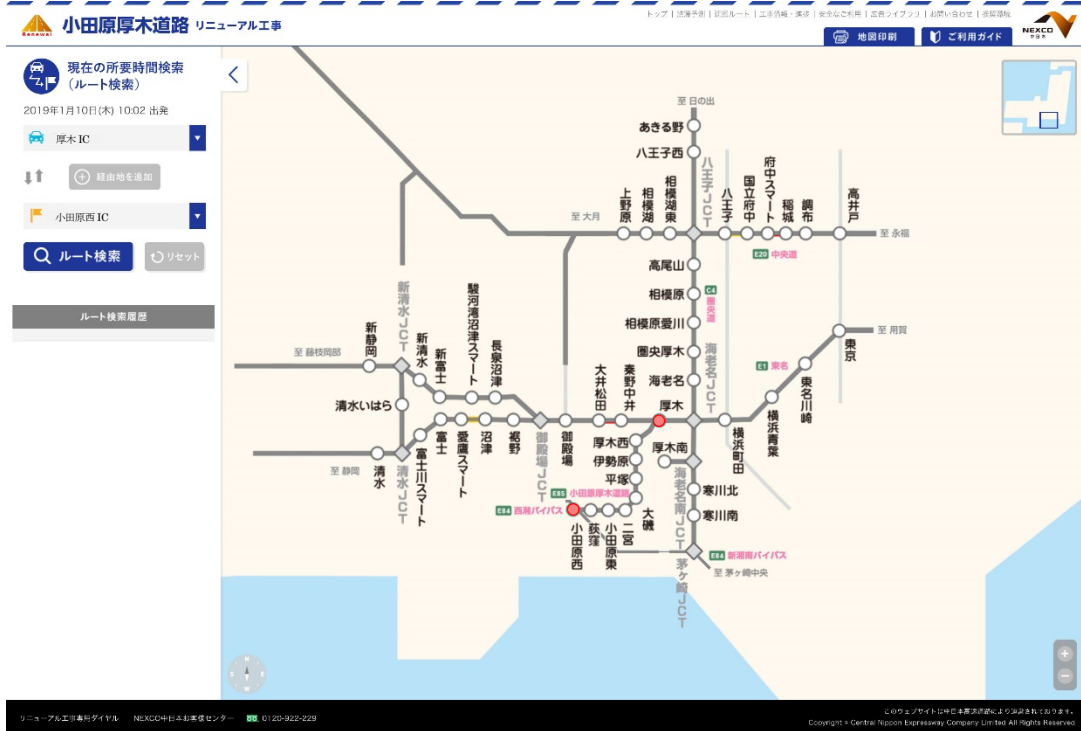 小田原厚木道路 リニューアル工事
Renewal
トップ | 渋滞予測 | 迂回ルート | 工事情報・進捗 | 安全なご利用 | 広告ライブラリ | お問い合わせ | 推奨環境
地図印刷
ご利用ガイド
NEXCO
中日本
現在の所要時間検索
(ルート検索)
2019年1月10日(木) 10:02 出発
厚木 IC
経由地を追加
小田原西 IC
ルート検索
リセット
ルート検索履歴
至 日の出
あきる野
八王子西
八王子JCT
上野原
相模湖
相模湖東
八王子
国立府中
府中スマート
稲城
調布
高井戸
至 大月
至 永福
E20 中央道
高尾山
相模原
C4 圏央道
相模原愛川
圏央厚木
海老名
海老名JCT
至 用賀
東京
E1 東名
東名川崎
横浜青葉
横浜町田
新清水JCT
新静岡
新清水
新富士
駿河湾沼津スマート
長泉沼津
至 藤枝岡部
清水いはら
大井松田
秦野中井
厚木
富士
愛鷹スマート
沼津
裾野
御殿場JCT
御殿場
厚木西
伊勢原
平塚
厚木南
海老名南JCT
至 静岡
清水
清水JCT
富士川スマート
E85 小田原厚木道路
E84 西湘バイパス
小田原西
荻窪
小田原東
二宮
大磯
寒川北
寒川南
E84 新湘南バイパス
至 茅ヶ崎中央
茅ヶ崎JCT
N
E
S
W
リニューアル工事専用ダイヤル NEXCO中日本お客様センター 0120-922-229
このウェブサイトは中日本高速道路により運営されております。
Copyright © Central Nippon Expressway Company Limited All Rights Reserved.